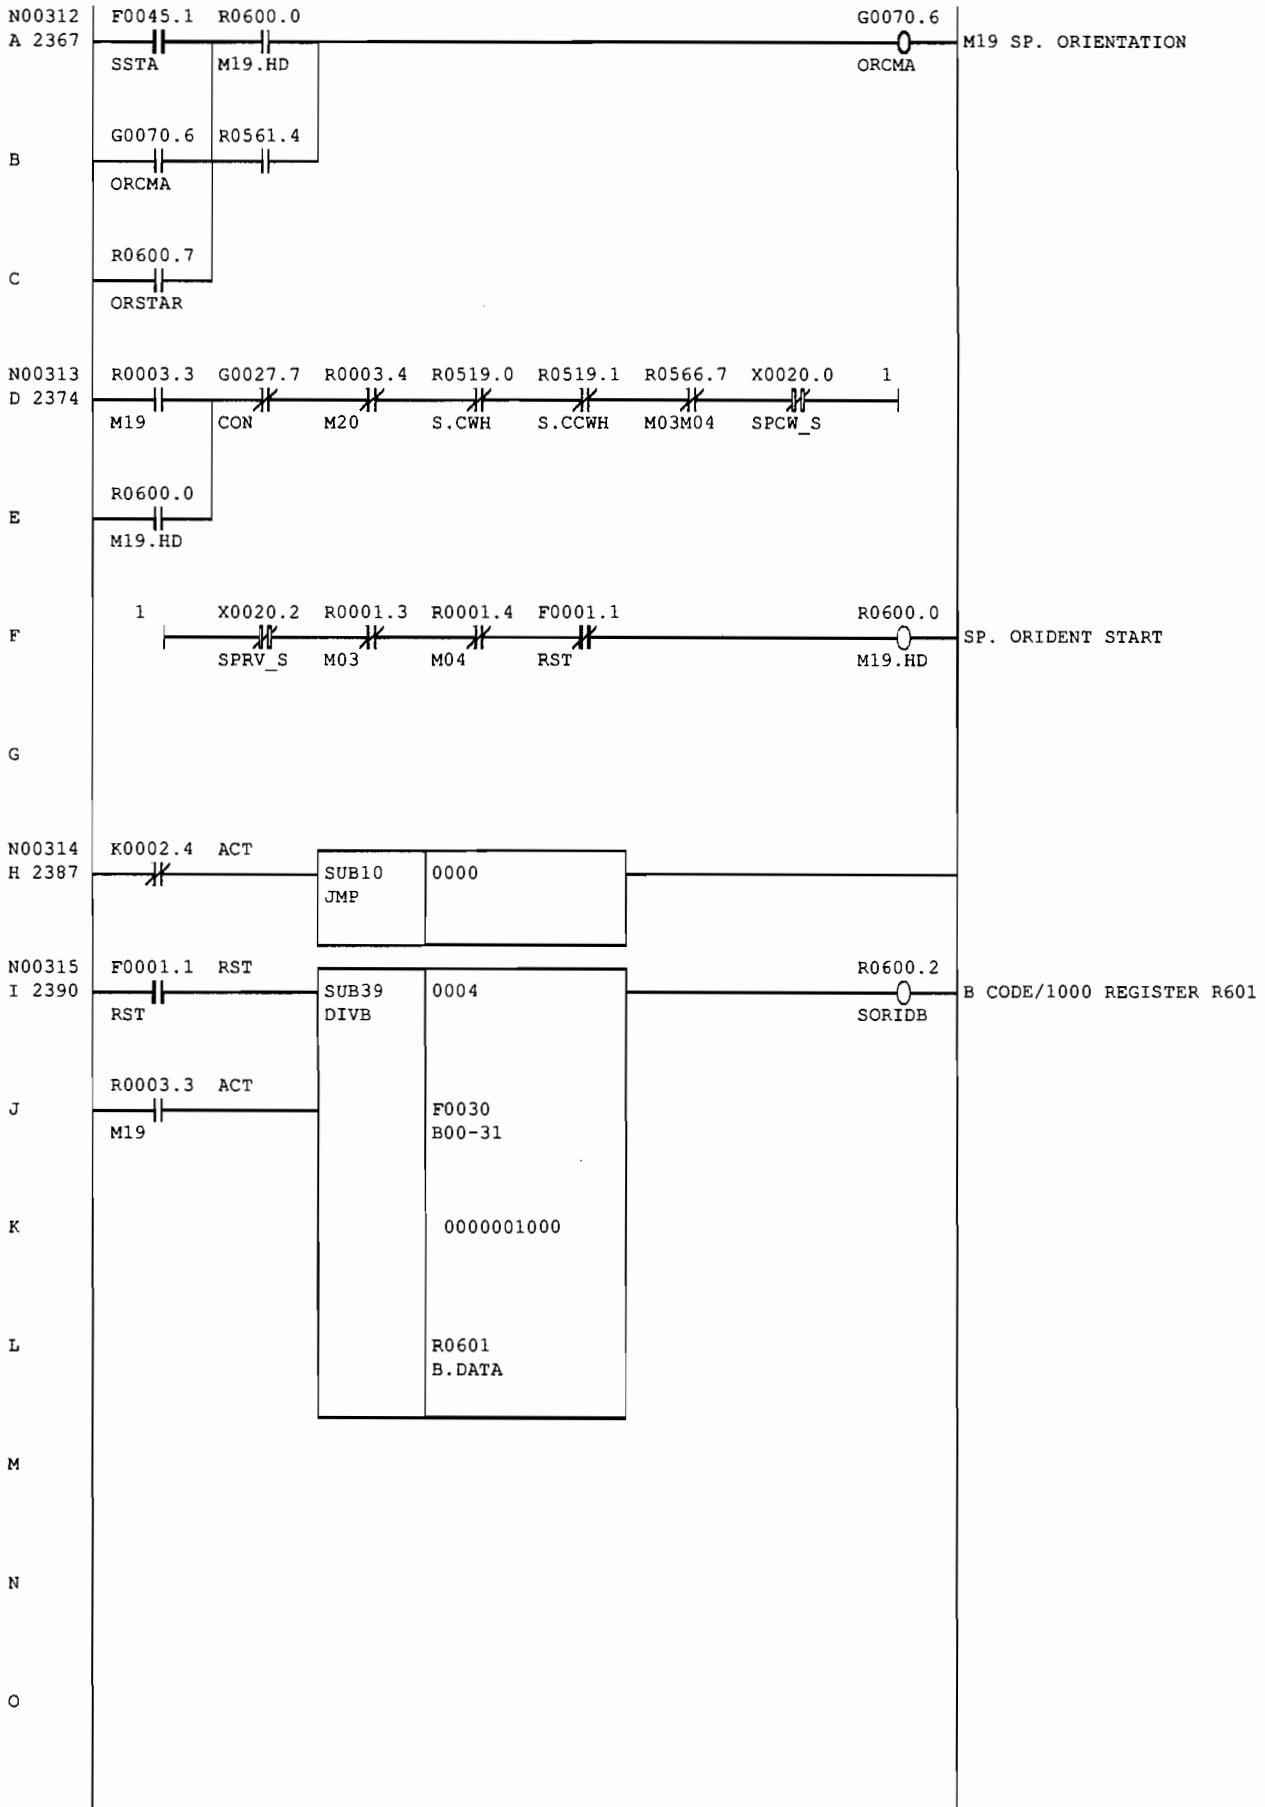 N00312 F0045.1 R0600.0 G0070.6
A 2367 M19 SP. ORIENTATION
SSTA M19.HD ORCMA
G0070.6 R0561.4
B
ORCMA
R0600.7
C
ORSTAR
N00313 R0003.3 G0027.7 R0003.4 R0519.0 R0519.1 R0566.7 X0020.0 1
D 2374
M19 CON M20 S.CWH S.CCWH M03M04 SPCW_S
R0600.0
E
M19.HD
1 X0020.2 R0001.3 R0001.4 F0001.1 R0600.0
F SP. ORIDENT START
SPRV_S M03 M04 RST M19.HD
G
N00314 K0002.4 ACT
H 2387 SUB10 0000
JMP
N00315 F0001.1 RST R0600.2
I 2390 SUB39 0004 B CODE/1000 REGISTER R601
RST DIVB SORIDB
R0003.3 ACT
J F0030
M19 B00-31
K 0000001000
L R0601
B.DATA
M
N
O